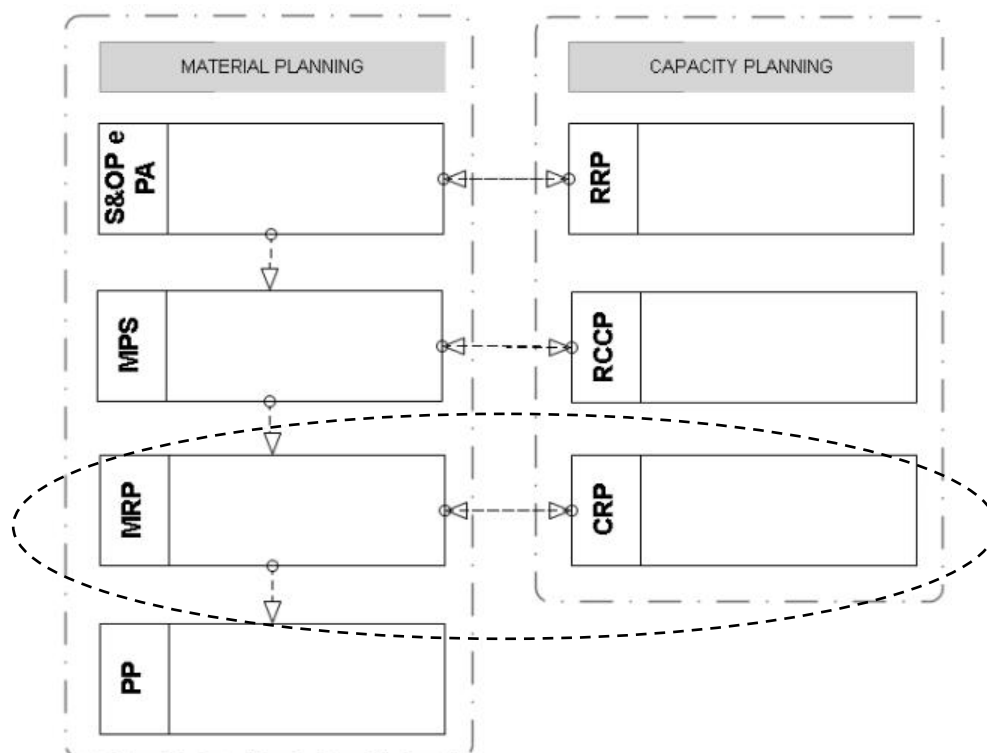 MATERIAL PLANNING
CAPACITY PLANNING
S&OP e
PA
RRP
MPS
RCCP
MRP
CRP
PP